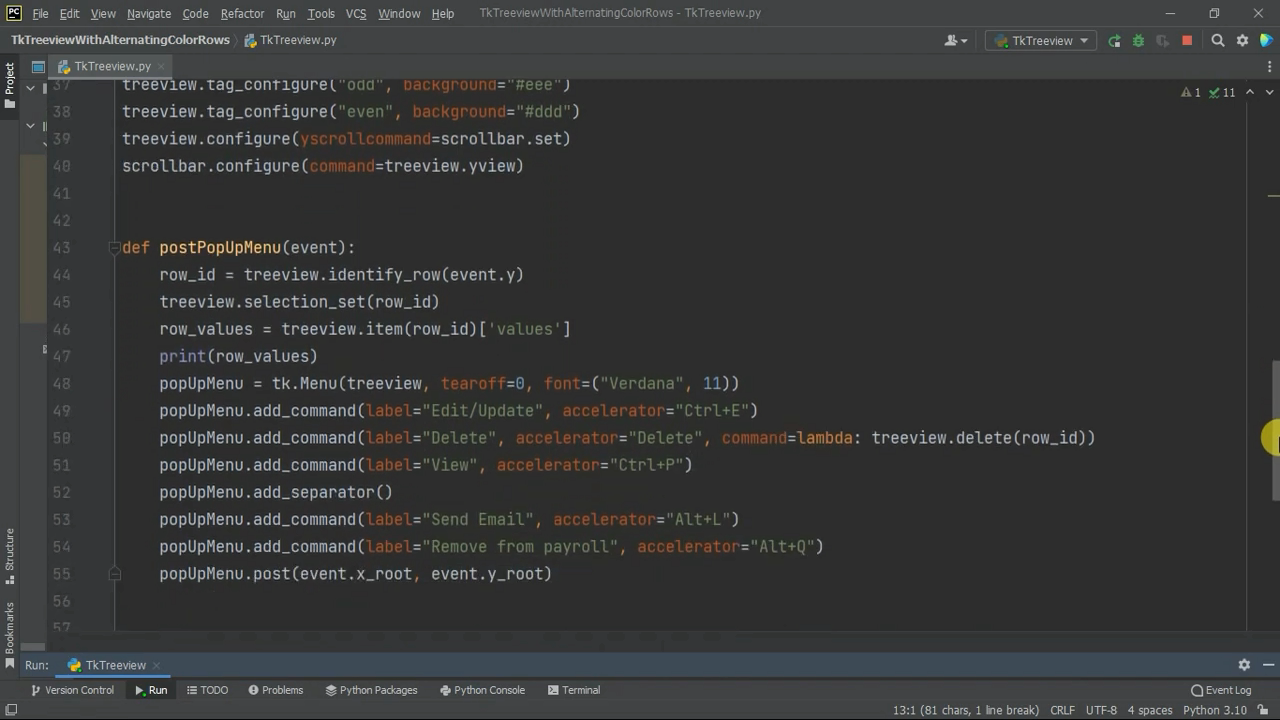 PC File Edit View Navigate Code Refactor Run Tools VCS Window Help TkTreeviewWithAlternatingColorRows - TkTreeview.py
TkTreeviewWithAlternatingColorRows TkTreeview.py TkTreeview
Project TkTreeview.py
37 treeview.tag_configure("odd", background="#eee")
1 11
38 treeview.tag_configure("even", background="#ddd")
39 treeview.configure(yscrollcommand=scrollbar.set)
40 scrollbar.configure(command=treeview.yview)
41
42
43 def postPopUpMenu(event):
44 row_id = treeview.identify_row(event.y)
45 treeview.selection_set(row_id)
46 row_values = treeview.item(row_id)['values']
47 print(row_values)
48 popUpMenu = tk.Menu(treeview, tearoff=0, font=("Verdana", 11))
49 popUpMenu.add_command(label="Edit/Update", accelerator="Ctrl+E")
50 popUpMenu.add_command(label="Delete", accelerator="Delete", command=lambda: treeview.delete(row_id))
51 popUpMenu.add_command(label="View", accelerator="Ctrl+P")
52 popUpMenu.add_separator()
53 popUpMenu.add_command(label="Send Email", accelerator="Alt+L")
54 popUpMenu.add_command(label="Remove from payroll", accelerator="Alt+Q")
55 popUpMenu.post(event.x_root, event.y_root)
56
57
Structure
Bookmarks
Run: TkTreeview
Version Control Run TODO Problems Python Packages Python Console Terminal Event Log
13:1 (81 chars, 1 line break) CRLF UTF-8 4 spaces Python 3.10